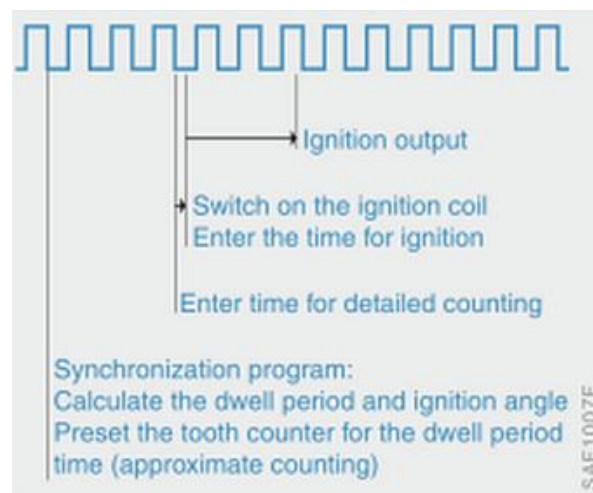 Ignition output
Switch on the ignition coil
Enter the time for ignition
Enter time for detailed counting
Synchronization program:
Calculate the dwell period and ignition angle
Preset the tooth counter for the dwell period
time (approximate counting)
SAE1007E